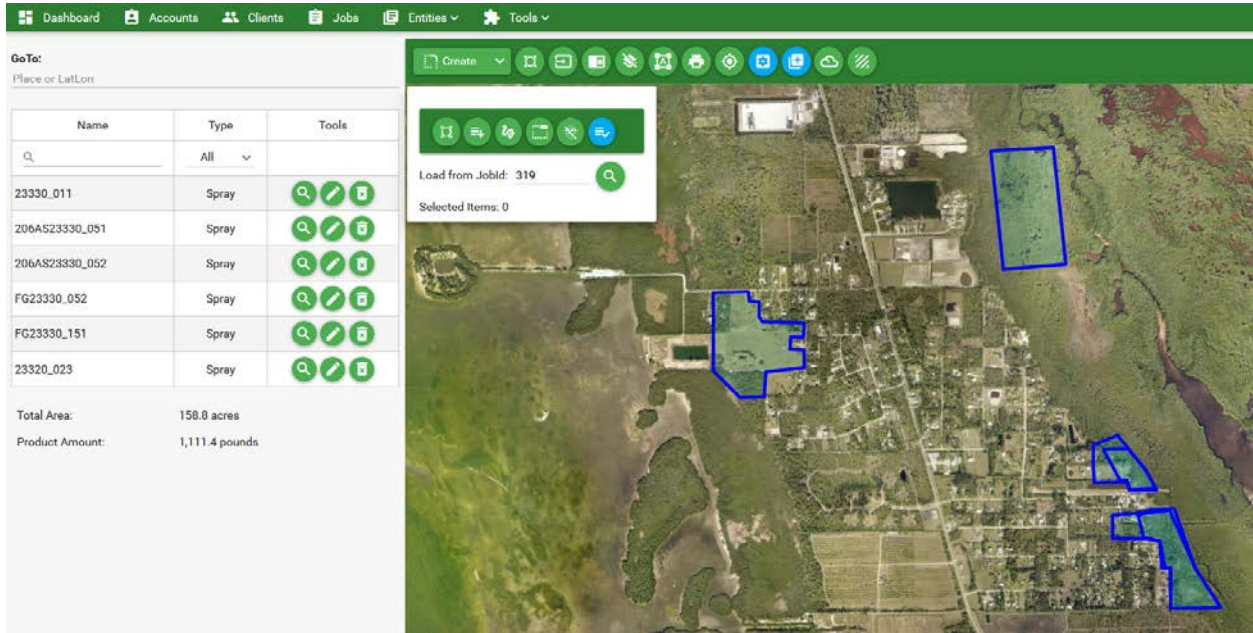 Dashboard Accounts Clients Jobs Entities Tools
GoTo:
Place or LatLon
Create
Name Type Tools
All
23330_011 Spray
206AS23330_051 Spray
206AS23330_052 Spray
FG23330_052 Spray
FG23330_151 Spray
23320_023 Spray
Total Area: 158.8 acres
Product Amount: 1,111.4 pounds
Load from JobId: 319
Selected Items: 0